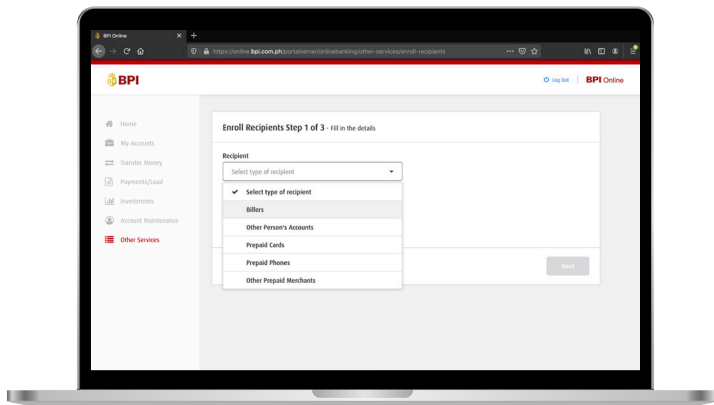 BPI Online
https://online.bpi.com.ph/portalserver/onlinebanking/other-services/enroll-recipients
BPI
Log Out
BPI Online
Home
My Accounts
Transfer Money
Payments/Load
Investments
Account Maintenance
Other Services
Enroll Recipients Step 1 of 3 - Fill in the details
Recipient
Select type of recipient
Select type of recipient
Billers
Other Person's Accounts
Prepaid Cards
Prepaid Phones
Other Prepaid Merchants
Next